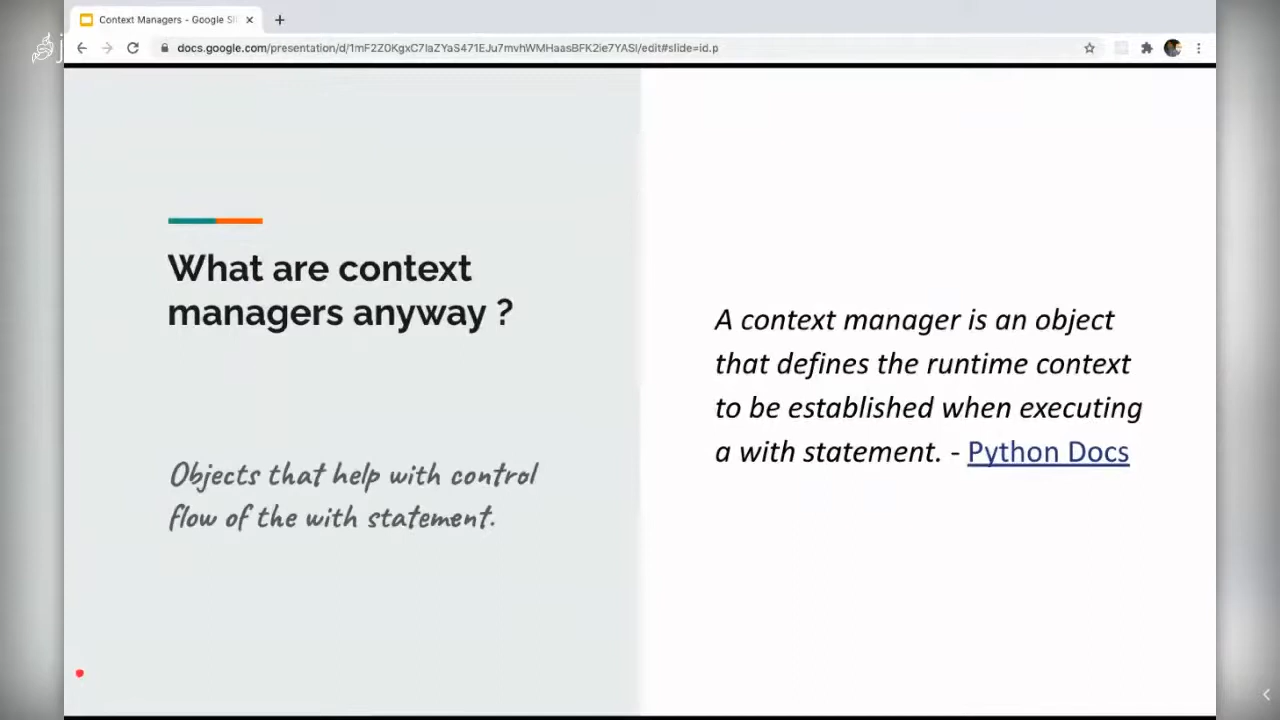 Context Managers - Google Sli
docs.google.com/presentation/d/1mF2Z0KgxC7IaZYaS471EJu7mvhWMHaasBFK2ie7YASI/edit#slide=id.p
What are context
managers anyway ?
Objects that help with control
flow of the with statement.
A context manager is an object
that defines the runtime context
to be established when executing
a with statement. - Python Docs